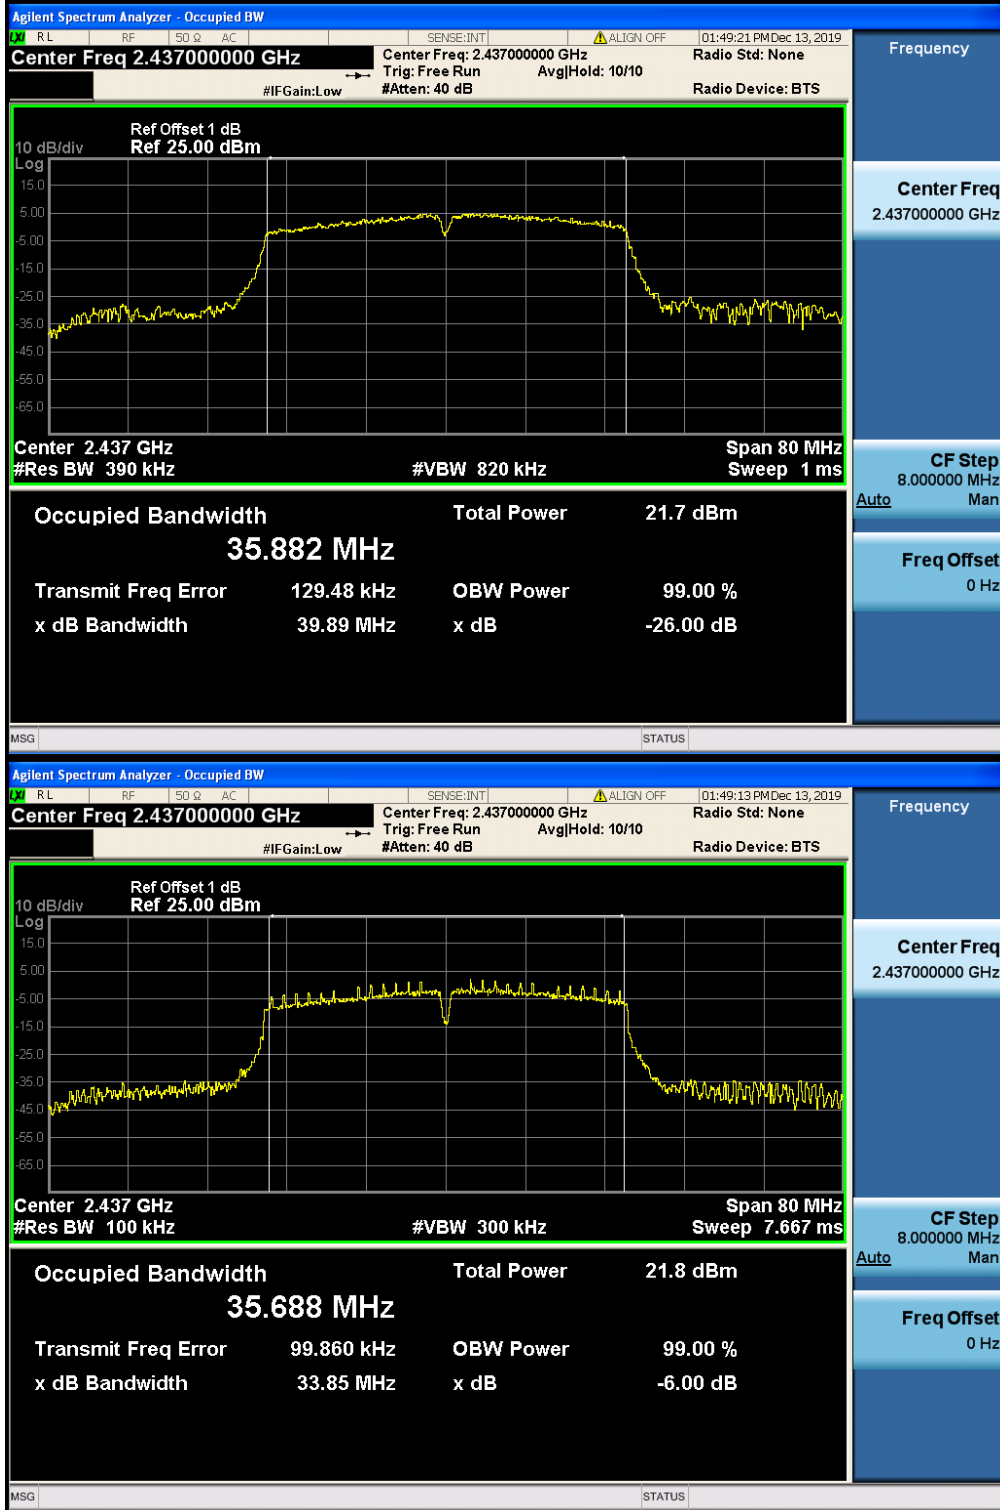 Agilent Spectrum Analyzer - Occupied BW
LXI RL RF 50 Ω AC SENSE:INT ALIGN OFF 01:49:21 PM Dec 13, 2019
Center Freq 2.437000000 GHz
Center Freq: 2.437000000 GHz
Radio Std: None
Trig: Free Run Avg|Hold: 10/10
#IFGain:Low #Atten: 40 dB Radio Device: BTS
Frequency
Ref Offset 1 dB
10 dB/div Ref 25.00 dBm
Log
15.0
5.00
-5.00
-15.0
-25.0
-35.0
-45.0
-55.0
-65.0
Center 2.437 GHz Span 80 MHz
#Res BW 390 kHz #VBW 820 kHz Sweep 1 ms
Center Freq
2.437000000 GHz
CF Step
8.000000 MHz
Auto Man
Freq Offset
0 Hz
Occupied Bandwidth Total Power 21.7 dBm
35.882 MHz
Transmit Freq Error 129.48 kHz OBW Power 99.00 %
x dB Bandwidth 39.89 MHz x dB -26.00 dB
MSG STATUS
Agilent Spectrum Analyzer - Occupied BW
LXI RL RF 50 Ω AC SENSE:INT ALIGN OFF 01:49:13 PM Dec 13, 2019
Center Freq 2.437000000 GHz
Center Freq: 2.437000000 GHz
Radio Std: None
Trig: Free Run Avg|Hold: 10/10
#IFGain:Low #Atten: 40 dB Radio Device: BTS
Frequency
Ref Offset 1 dB
10 dB/div Ref 25.00 dBm
Log
15.0
5.00
-5.00
-15.0
-25.0
-35.0
-45.0
-55.0
-65.0
Center 2.437 GHz Span 80 MHz
#Res BW 100 kHz #VBW 300 kHz Sweep 7.667 ms
Center Freq
2.437000000 GHz
CF Step
8.000000 MHz
Auto Man
Freq Offset
0 Hz
Occupied Bandwidth Total Power 21.8 dBm
35.688 MHz
Transmit Freq Error 99.860 kHz OBW Power 99.00 %
x dB Bandwidth 33.85 MHz x dB -6.00 dB
MSG STATUS